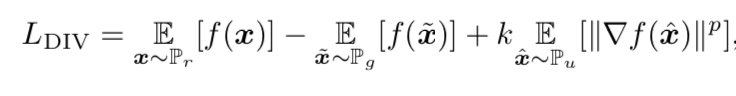 L_DIV = 𝔼_{𝒙∼ℙ_r} [f(𝒙)] − 𝔼_{𝒙̃∼ℙ_g} [f(𝒙̃)] + k 𝔼_{𝒙̂∼ℙ_u} [‖∇f(𝒙̂)‖^p],